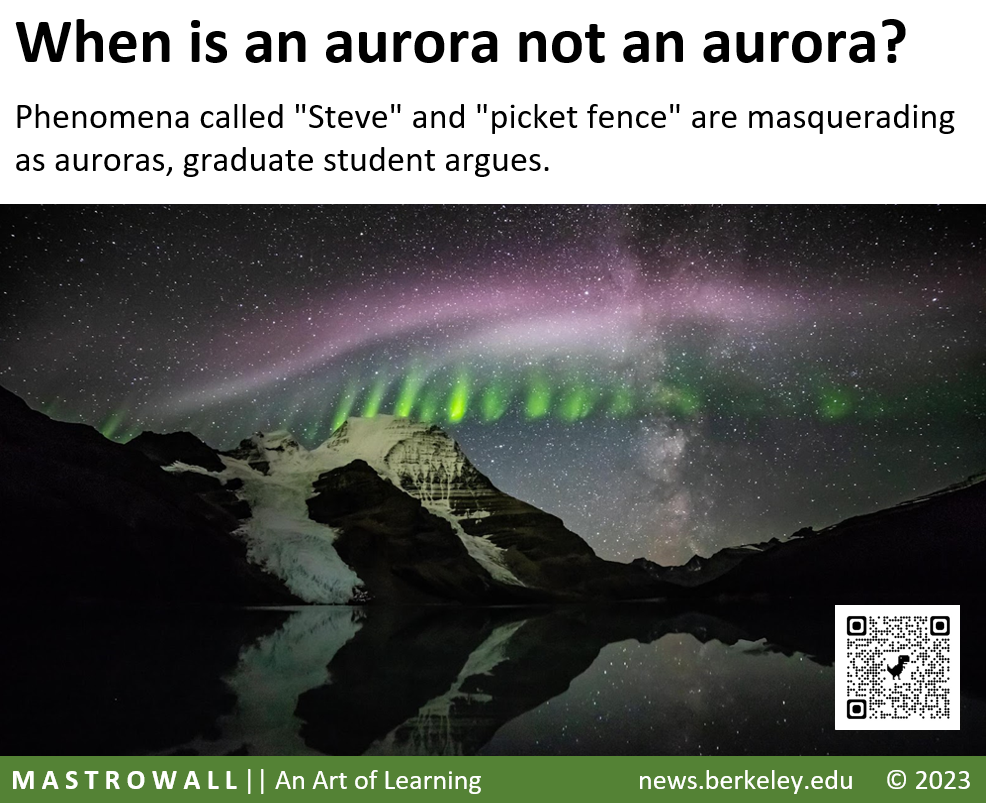 When is an aurora not an aurora?
Phenomena called "Steve" and "picket fence" are masquerading
as auroras, graduate student argues.
MASTROWALL || An Art of Learning news.berkeley.edu © 2023